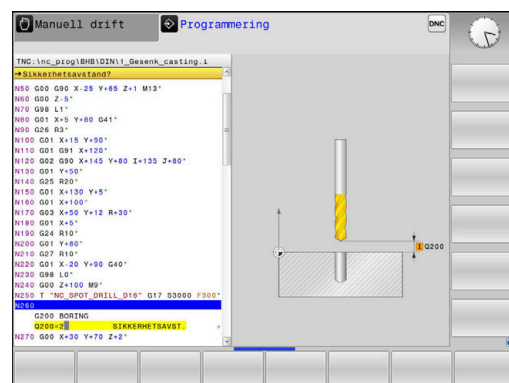 Manuell drift
Programmering
DNC
TNC:\nc_prog\BHB\DIN\1_Gesenk_casting.i
→Sikkerhetsavstand?
N50 G00 G90 X-25 Y+65 Z+1 M13*
N60 G00 Z-5*
N70 G98 L1*
N80 G01 X+5 Y+80 G41*
N90 G26 R3*
N100 G01 X+15 Y+90*
N110 G01 G91 X+120*
N120 G02 G90 X+145 Y+80 I+135 J+80*
N130 G01 Y+50*
N140 G25 R20*
N150 G01 X+130 Y+5*
N160 G01 X+100*
N170 G03 X+50 Y+12 R+30*
N180 G01 X+5*
N190 G24 R10*
N200 G01 Y+80*
N210 G27 R10*
N220 G01 X-20 Y+90 G40*
N230 G98 L0*
N240 G00 Z+100 M9*
N250 T "NC_SPOT_DRILL_D16" G17 S3000 F300*
N260
G200 BORING
Q200=2 SIKKERHETSAVST.
N270 G00 X+30 Y+70 Z+2*
I Q200